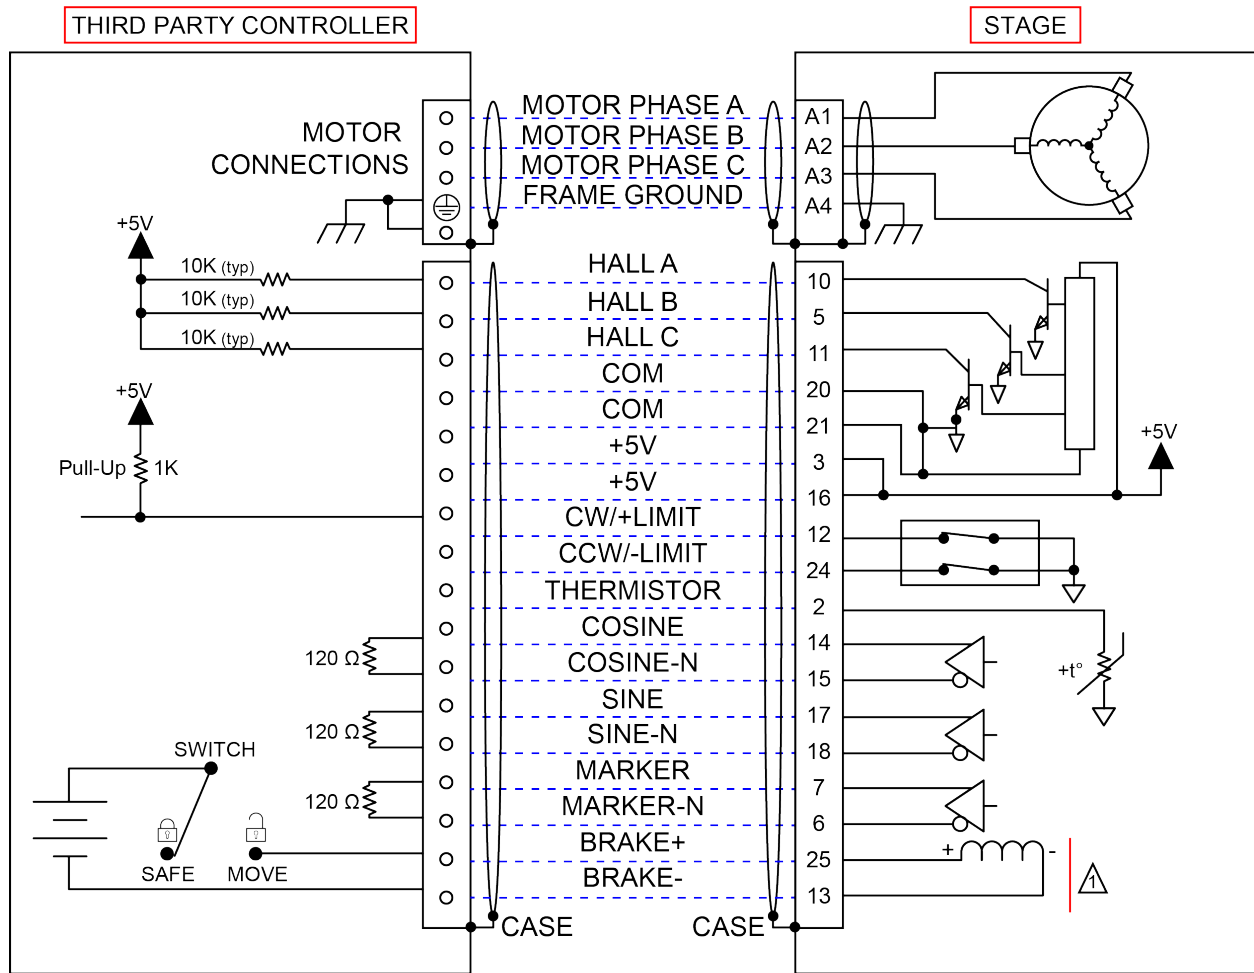 THIRD PARTY CONTROLLER
STAGE
MOTOR
CONNECTIONS
MOTOR PHASE A
MOTOR PHASE B
MOTOR PHASE C
FRAME GROUND
A1
A2
A3
A4
+5V
10K (typ)
10K (typ)
10K (typ)
+5V
Pull-Up
1K
HALL A
HALL B
HALL C
COM
COM
+5V
+5V
CW/+LIMIT
CCW/-LIMIT
THERMISTOR
COSINE
COSINE-N
SINE
SINE-N
MARKER
MARKER-N
BRAKE+
BRAKE-
10
5
11
20
21
3
16
12
24
2
14
15
17
18
7
6
25
13
+5V
+t°
120 Ω
120 Ω
120 Ω
SWITCH
SAFE
MOVE
+
-
1
CASE
CASE